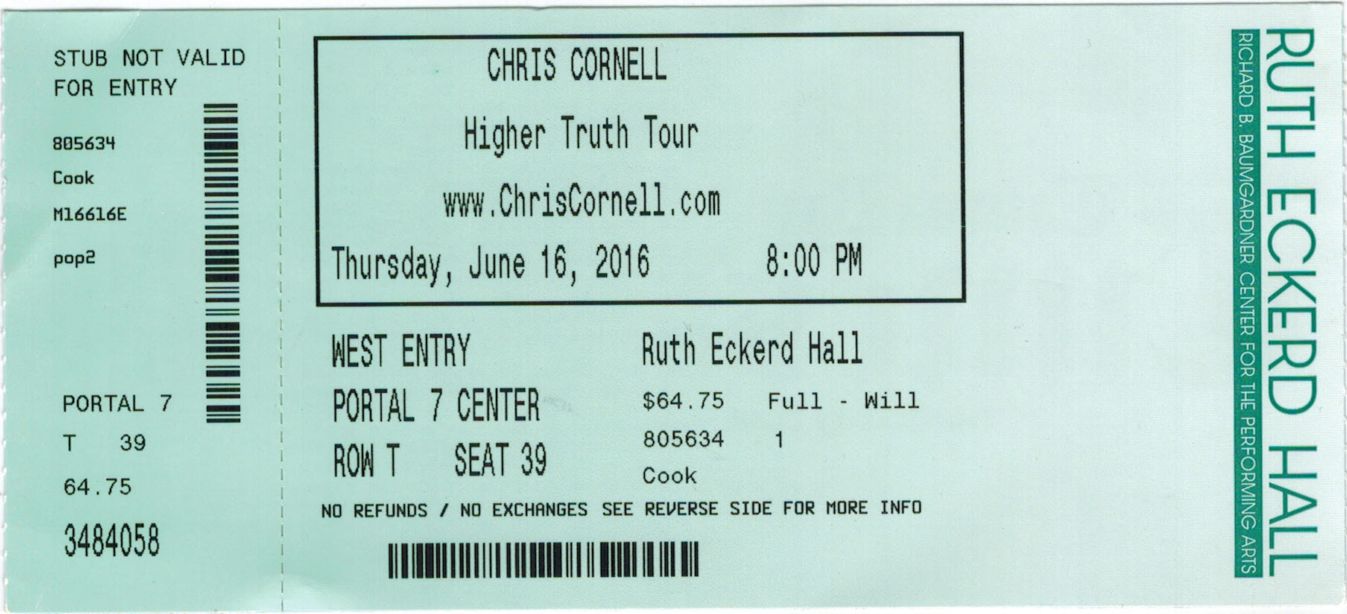 STUB NOT VALID
FOR ENTRY
805634
Cook
M16616E
pop2
PORTAL 7
T 39
64.75
3484058
CHRIS CORNELL
Higher Truth Tour
www.ChrisCornell.com
Thursday, June 16, 2016 8:00 PM
WEST ENTRY Ruth Eckerd Hall
PORTAL 7 CENTER $64.75 Full - Will
805634 1
ROW T SEAT 39
Cook
NO REFUNDS / NO EXCHANGES SEE REVERSE SIDE FOR MORE INFO
RUTH ECKERD HALL
RICHARD B. BAUMGARDNER CENTER FOR THE PERFORMING ARTS